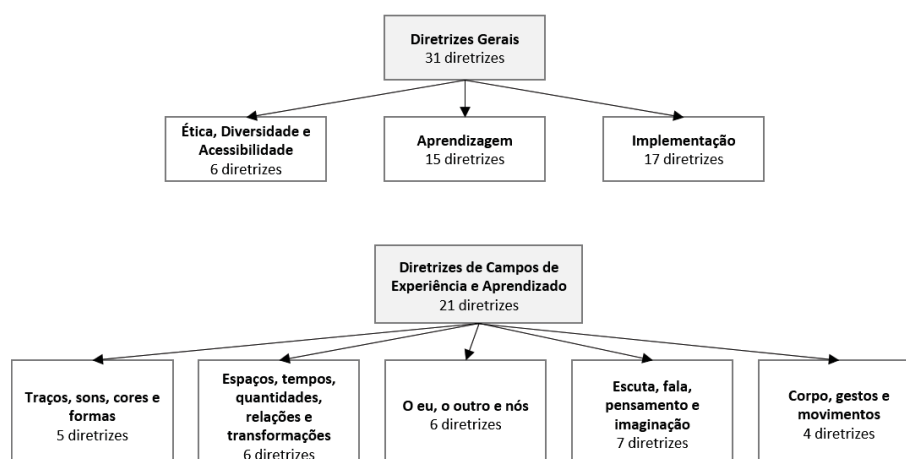 Diretrizes Gerais
31 diretrizes
Ética, Diversidade e
Acessibilidade
6 diretrizes
Aprendizagem
15 diretrizes
Implementação
17 diretrizes
Diretrizes de Campos de
Experiência e Aprendizado
21 diretrizes
Traços, sons, cores e
formas
5 diretrizes
Espaços, tempos,
quantidades,
relações e
transformações
6 diretrizes
O eu, o outro e nós
6 diretrizes
Escuta, fala,
pensamento e
imaginação
7 diretrizes
Corpo, gestos e
movimentos
4 diretrizes